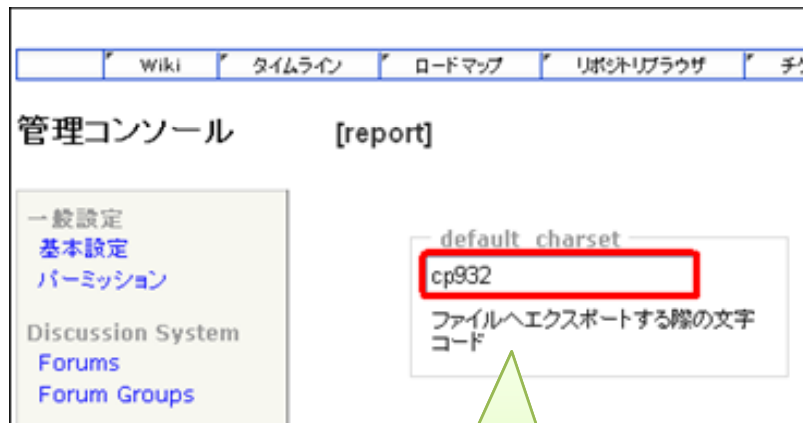 Wiki タイムライン ロードマップ リポジトリブラウザ
管理コンソール [report]
一般設定
基本設定
パーミッション
Discussion System
Forums
Forum Groups
default charset
cp932
ファイルへエクスポートする際の文字
コード